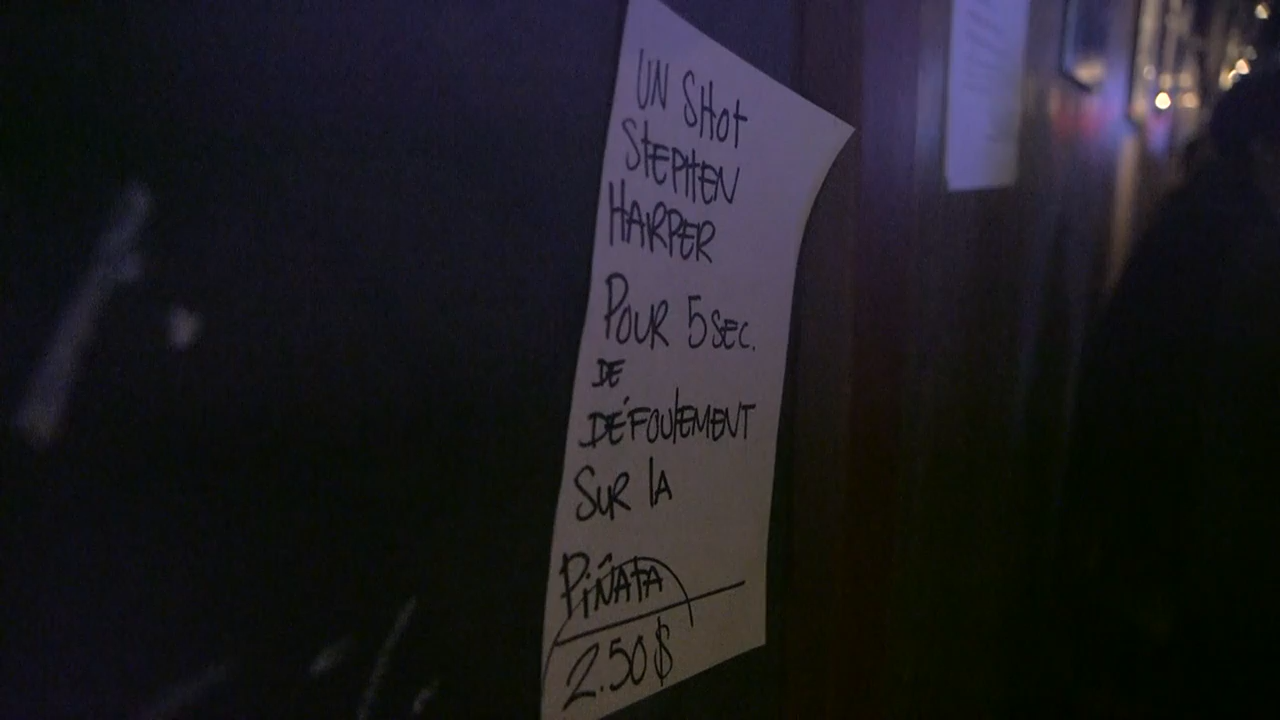 UN SHOT
STEPHEN
HARPER
POUR 5 SEC.
DE
DÉFOULEMENT
SUR LA
PIÑATA
2.50$